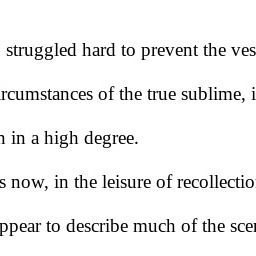 struggled hard to prevent the ves
rcumstances of the true sublime, i
in a high degree.
s now, in the leisure of recollectio
ppear to describe much of the sce